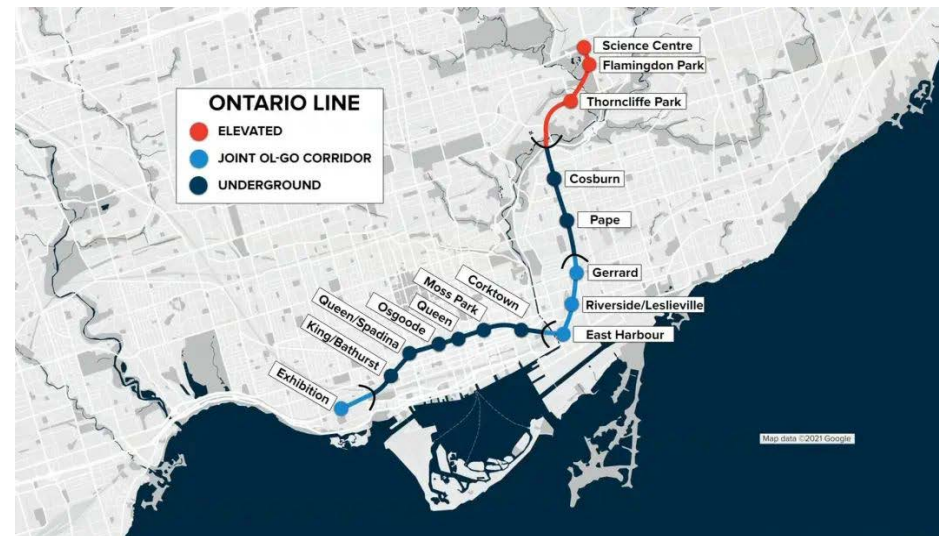 Science Centre
Flamingdon Park
ONTARIO LINE
Thorncliffe Park
ELEVATED
JOINT OL-GO CORRIDOR
UNDERGROUND
Cosburn
Pape
Gerrard
Corktown
Moss Park
Queen
Osgoode
Queen/Spadina
King/Bathurst
Riverside/Leslieville
East Harbour
Exhibition
Map data ©2021 Google